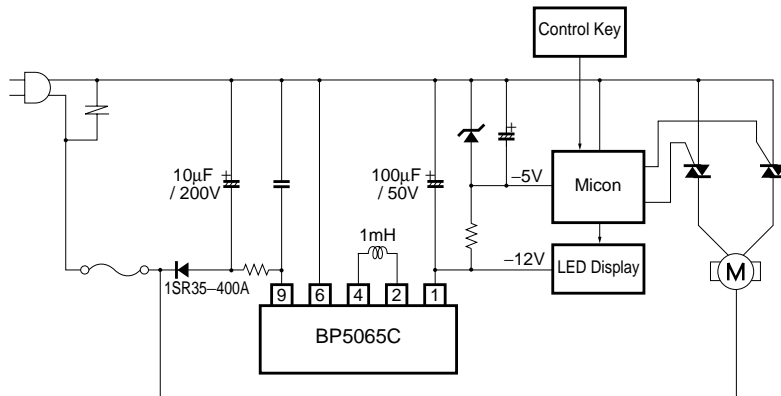 Control Key
10µF
/ 200V
+
100µF
/ 50V
+
+
−5V
Micon
1mH
−12V
LED Display
M
1SR35−400A
9
6
4
2
1
BP5065C